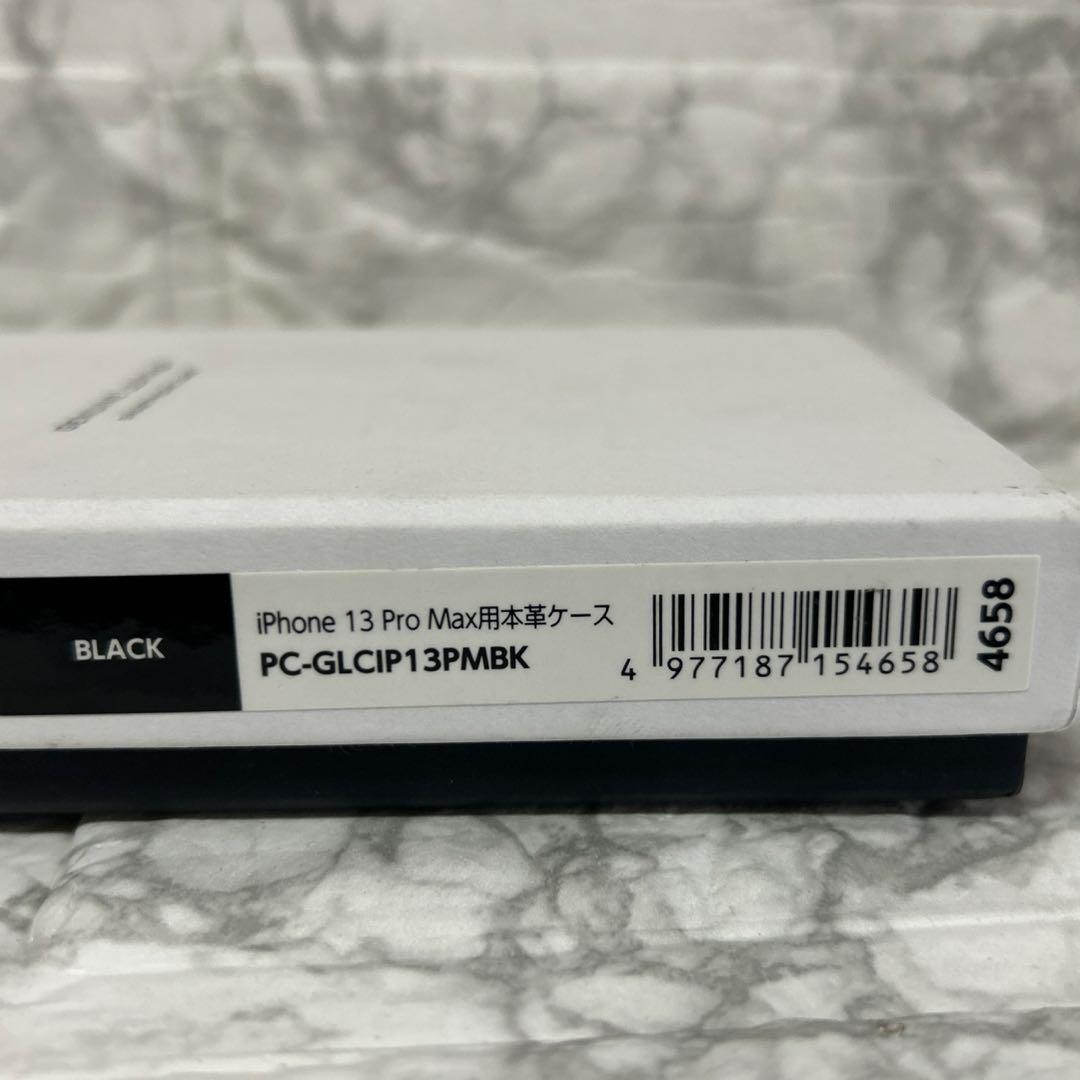 BLACK
iPhone 13 Pro Max用本革ケース
PC-GLCIP13PMBK
4 977187 154658
4658